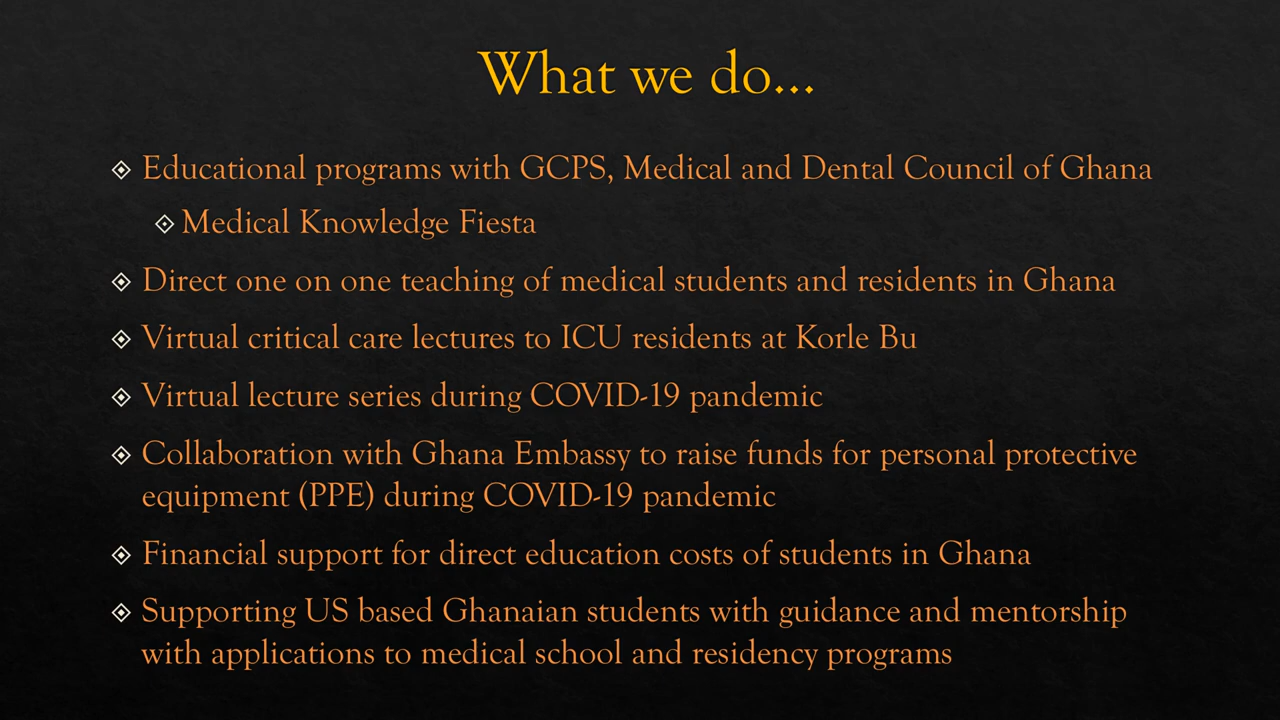 What we do...
Educational programs with GCPS, Medical and Dental Council of Ghana
Medical Knowledge Fiesta
Direct one on one teaching of medical students and residents in Ghana
Virtual critical care lectures to ICU residents at Korle Bu
Virtual lecture series during COVID-19 pandemic
Collaboration with Ghana Embassy to raise funds for personal protective
equipment (PPE) during COVID-19 pandemic
Financial support for direct education costs of students in Ghana
Supporting US based Ghanaian students with guidance and mentorship
with applications to medical school and residency programs